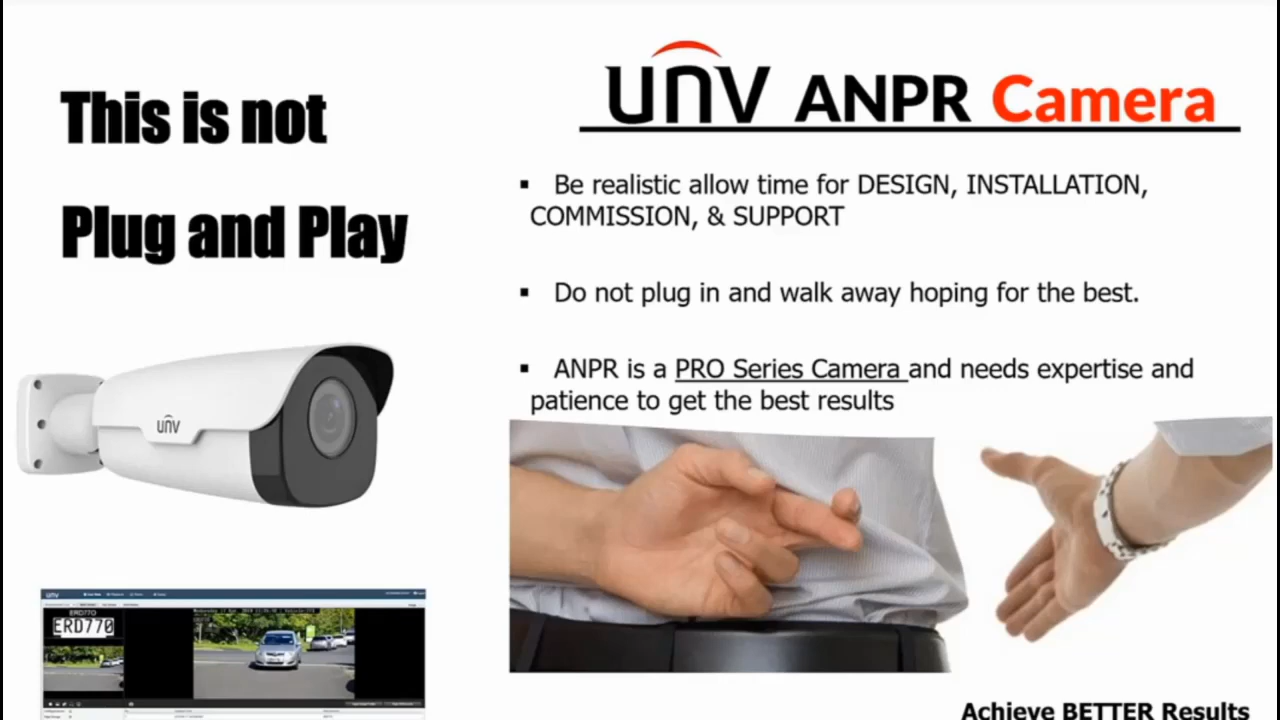 This is not
Plug and Play
unv ANPR Camera
▪ Be realistic allow time for DESIGN, INSTALLATION,
COMMISSION, & SUPPORT
▪ Do not plug in and walk away hoping for the best.
▪ ANPR is a PRO Series Camera and needs expertise and
patience to get the best results
unv
unv
ERD770
ERD770
Achieve BETTER Results